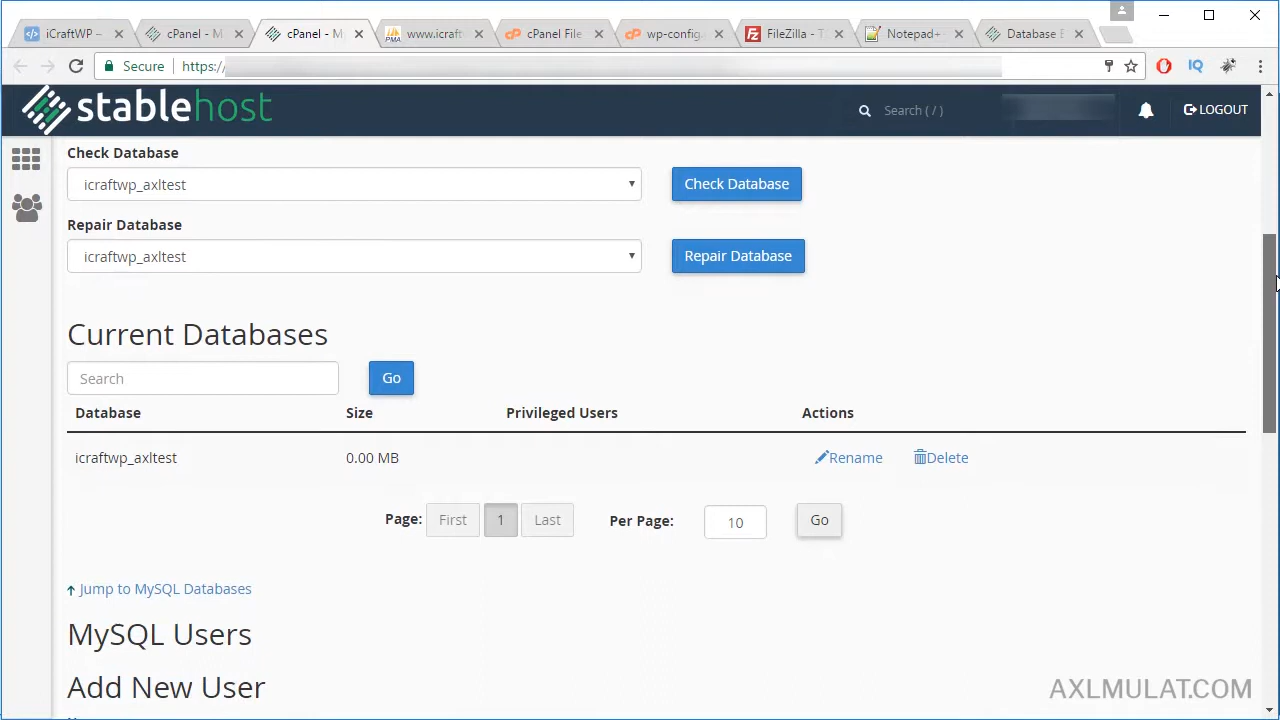 iCraftWP –
cPanel - M
cPanel - M
www.icraf
cPanel File
wp-config.
FileZilla - T
Notepad+
Database E
Secure
https://
stablehost
Search ( / )
LOGOUT
Check Database
icraftwp_axltest
Check Database
Repair Database
icraftwp_axltest
Repair Database
Current Databases
Search
Go
Database Size Privileged Users Actions
icraftwp_axltest 0.00 MB Rename Delete
Page: First 1 Last Per Page: 10 Go
Jump to MySQL Databases
MySQL Users
Add New User
AXLMULAT.COM